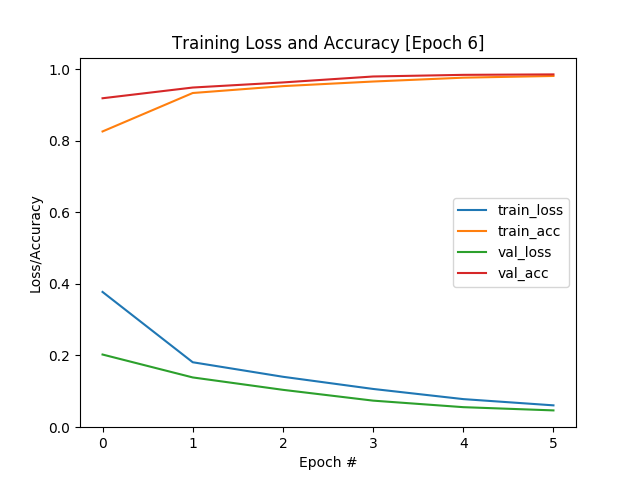 Training Loss and Accuracy [Epoch 6]
1.0
0.8
0.6
0.4
0.2
0.0
Loss/Accuracy
train_loss
train_acc
val_loss
val_acc
0 1 2 3 4 5
Epoch #